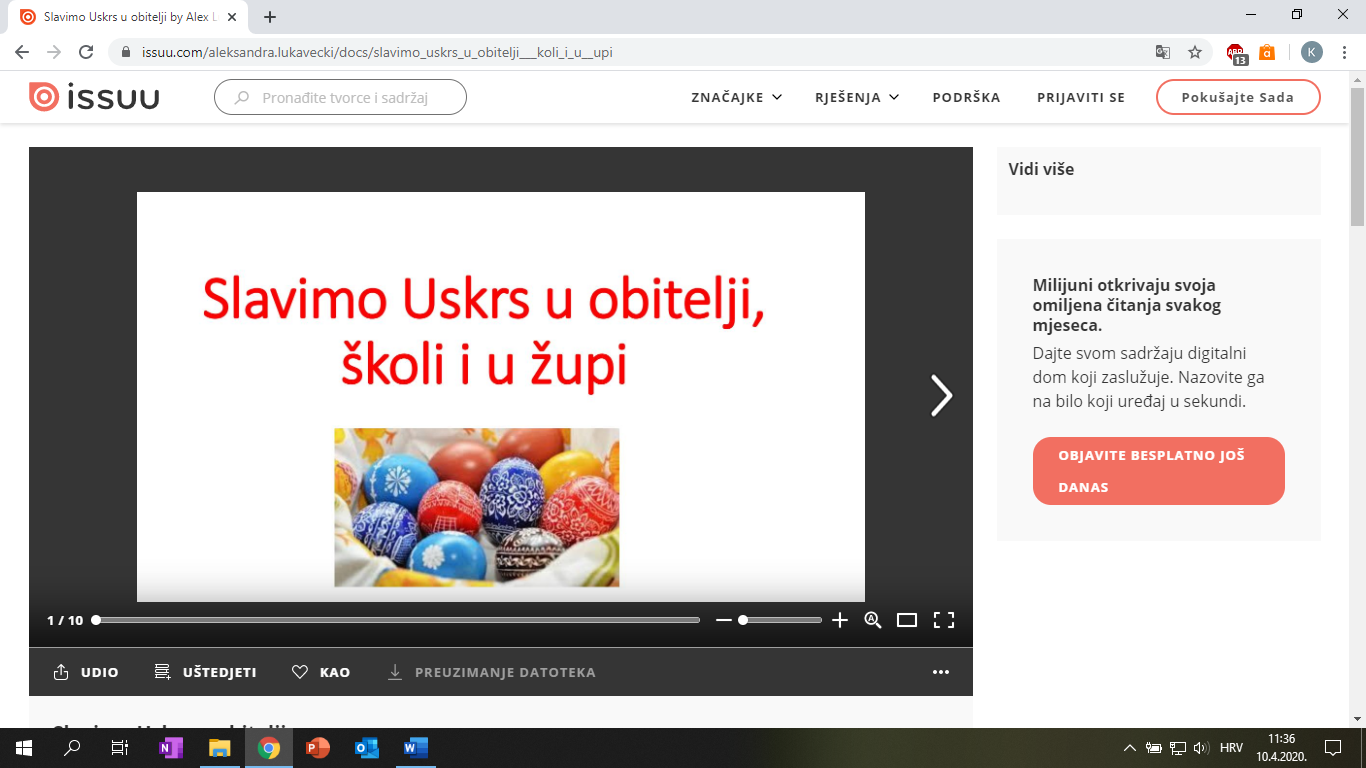 Slavimo Uskrs u obitelji by Alex L
issuu.com/aleksandra.lukavecki/docs/slavimo_uskrs_u_obitelji___koli_i_u__upi
ABP
13
a
K
issuu
Pronađite tvorce i sadržaj
ZNAČAJKE
RJEŠENJA
PODRŠKA
PRIJAVITI SE
Pokušajte Sada
Slavimo Uskrs u obitelji,
školi i u župi
1 / 10
UDIO
UŠTEDJETI
KAO
PREUZIMANJE DATOTEKA
Vidi više
Milijuni otkrivaju svoja
omiljena čitanja svakog
mjeseca.
Dajte svom sadržaju digitalni
dom koji zaslužuje. Nazovite ga
na bilo koji uređaj u sekundi.
OBJAVITE BESPLATNO JOŠ
DANAS
HRV
11:36
10.4.2020.